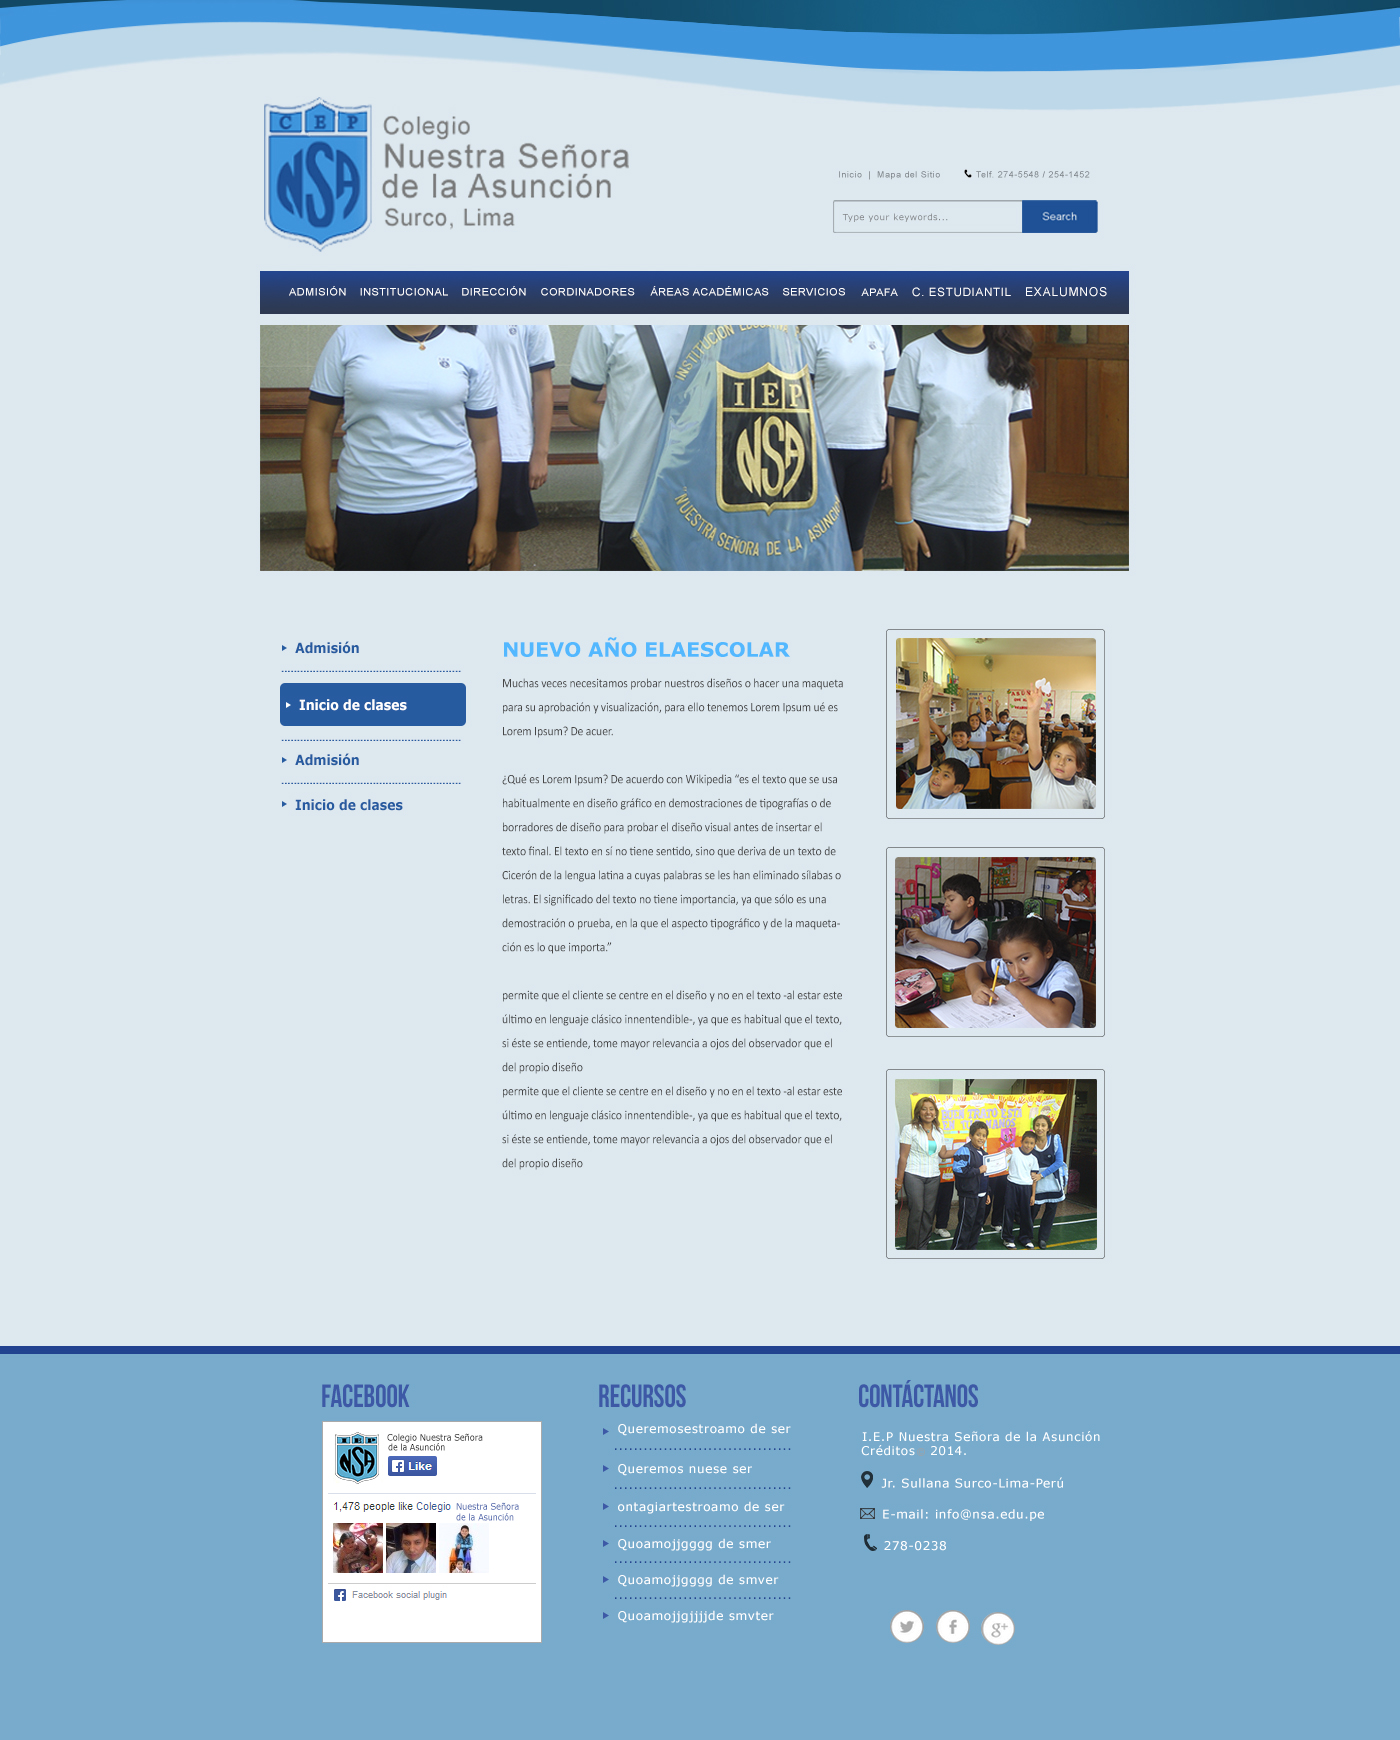 CEP
NSA
Colegio
Nuestra Señora
de la Asunción
Surco, Lima
Inicio | Mapa del Sitio
Telf. 274-5548 / 254-1452
Type your keywords...
Search
ADMISIÓN INSTITUCIONAL DIRECCIÓN CORDINADORES ÁREAS ACADÉMICAS SERVICIOS APAFA C. ESTUDIANTIL EXALUMNOS
INSTITUCIÓN EDUCATIVA
IEP
NSA
NUESTRA SEÑORA DE LA ASUNCIÓN
Admisión
Inicio de clases
Admisión
Inicio de clases
NUEVO AÑO ELAESCOLAR
Muchas veces necesitamos probar nuestros diseños o hacer una maqueta
para su aprobación y visualización, para ello tenemos Lorem Ipsum ué es
Lorem Ipsum? De acuer.
¿Qué es Lorem Ipsum? De acuerdo con Wikipedia “es el texto que se usa
habitualmente en diseño gráfico en demostraciones de tipografías o de
borradores de diseño para probar el diseño visual antes de insertar el
texto final. El texto en sí no tiene sentido, sino que deriva de un texto de
Cicerón de la lengua latina a cuyas palabras se les han eliminado sílabas o
letras. El significado del texto no tiene importancia, ya que sólo es una
demostración o prueba, en la que el aspecto tipográfico y de la maqueta-
ción es lo que importa.”
permite que el cliente se centre en el diseño y no en el texto -al estar este
último en lenguaje clásico innentendible-, ya que es habitual que el texto,
si éste se entiende, tome mayor relevancia a ojos del observador que el
del propio diseño
permite que el cliente se centre en el diseño y no en el texto -al estar este
último en lenguaje clásico innentendible-, ya que es habitual que el texto,
si éste se entiende, tome mayor relevancia a ojos del observador que el
del propio diseño
BUEN TRATO ESTÁ
EN MANOS
FACEBOOK
CEP
NSA
Colegio Nuestra Señora
de la Asunción
Like
1,478 people like Colegio Nuestra Señora
de la Asunción
Facebook social plugin
RECURSOS
Queremosestroamo de ser
Queremos nuese ser
ontagiartestroamo de ser
Quoamojjgggg de smer
Quoamojjgggg de smver
Quoamojjgjjjjde smvter
CONTÁCTANOS
I.E.P Nuestra Señora de la Asunción
Créditos 2014.
Jr. Sullana Surco-Lima-Perú
E-mail: info@nsa.edu.pe
278-0238